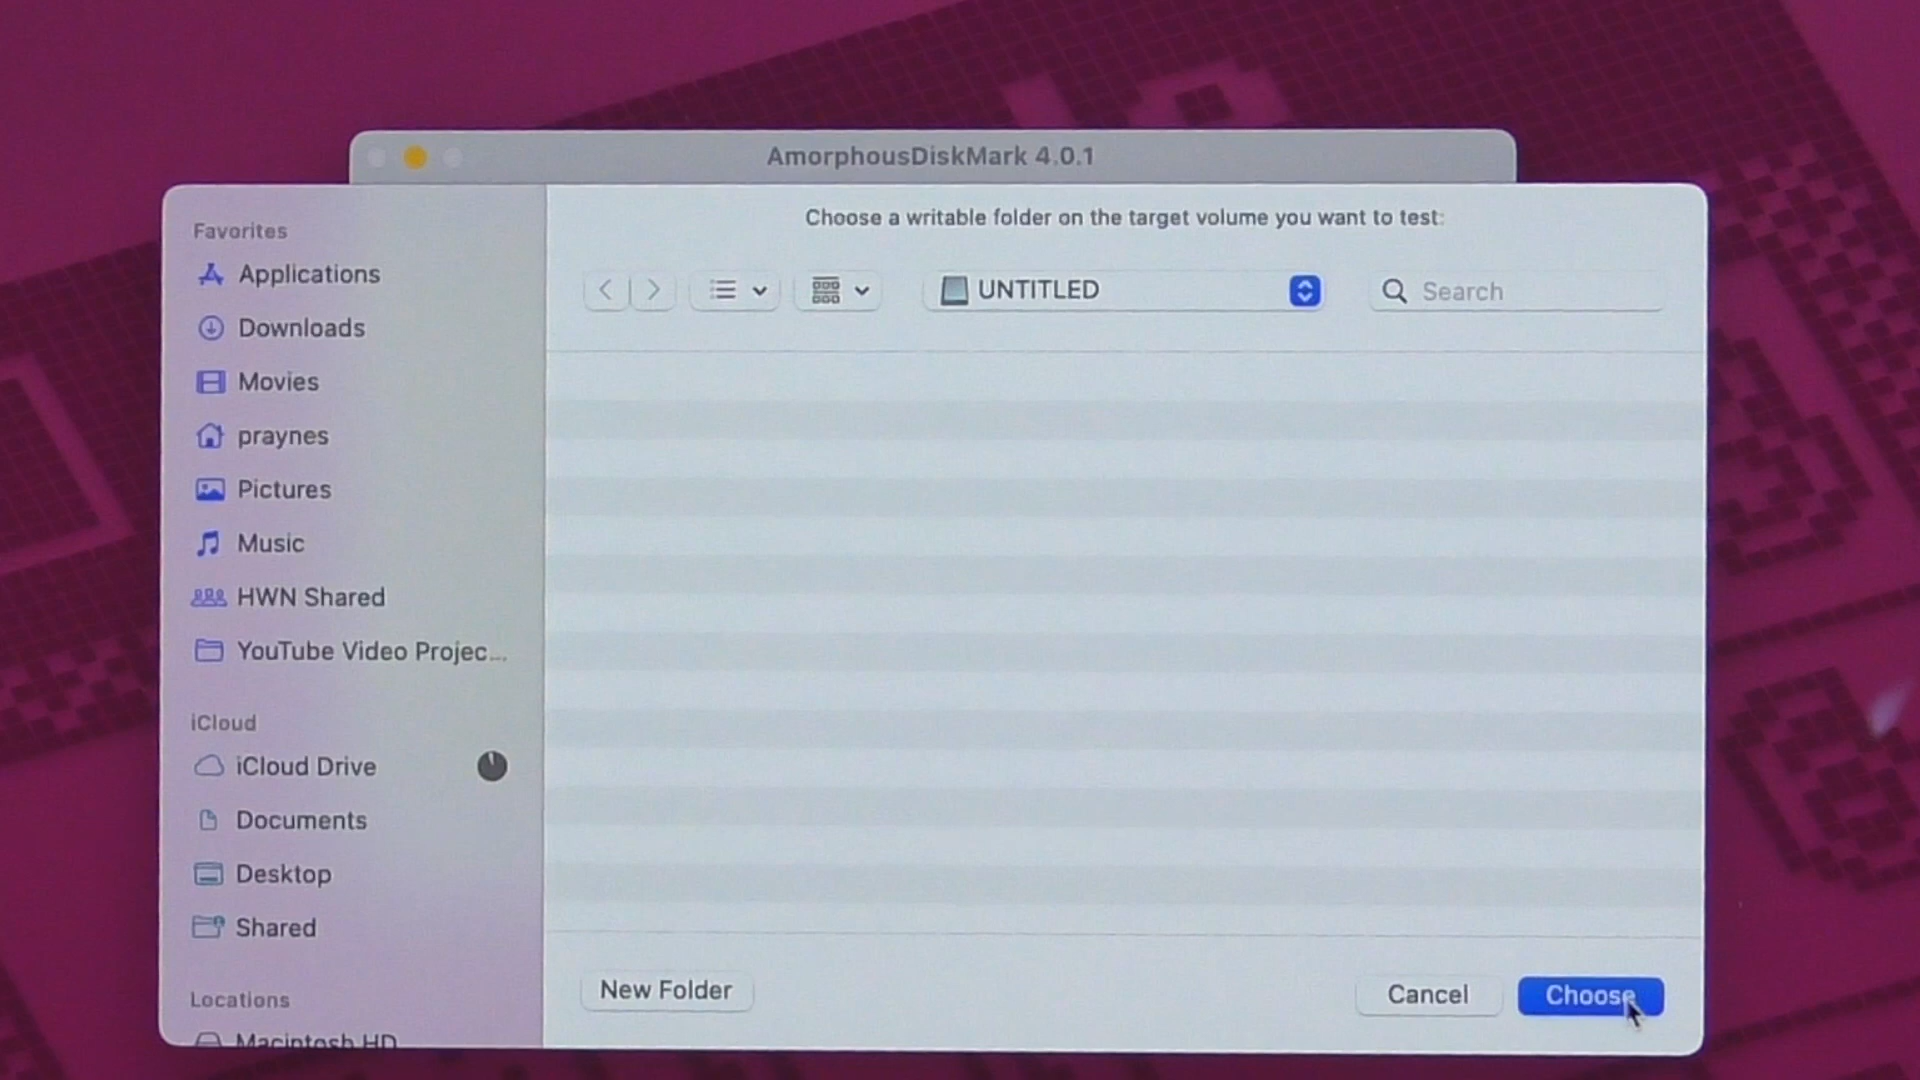 AmorphousDiskMark 4.0.1
Choose a writable folder on the target volume you want to test:
UNTITLED
Search
Favorites
Applications
Downloads
Movies
praynes
Pictures
Music
HWN Shared
YouTube Video Projec...
iCloud
iCloud Drive
Documents
Desktop
Shared
Locations
Macintosh HD
New Folder
Cancel
Choose